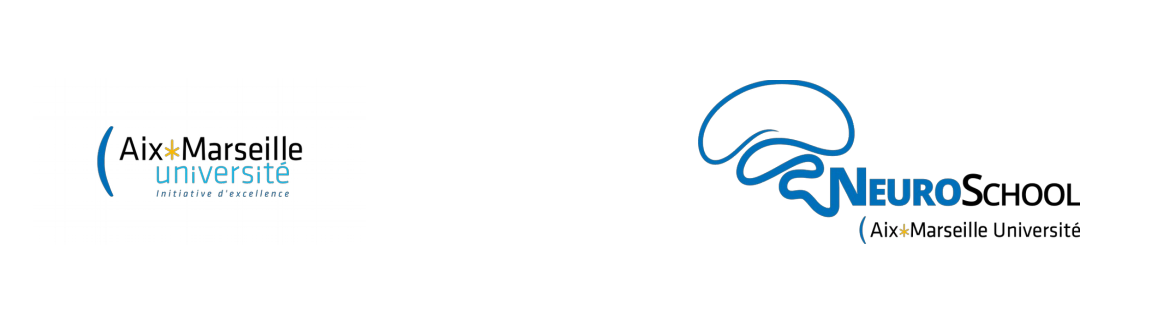 Aix*Marseille
université
Initiative d'excellence
NEUROSCHOOL
Aix*Marseille Université